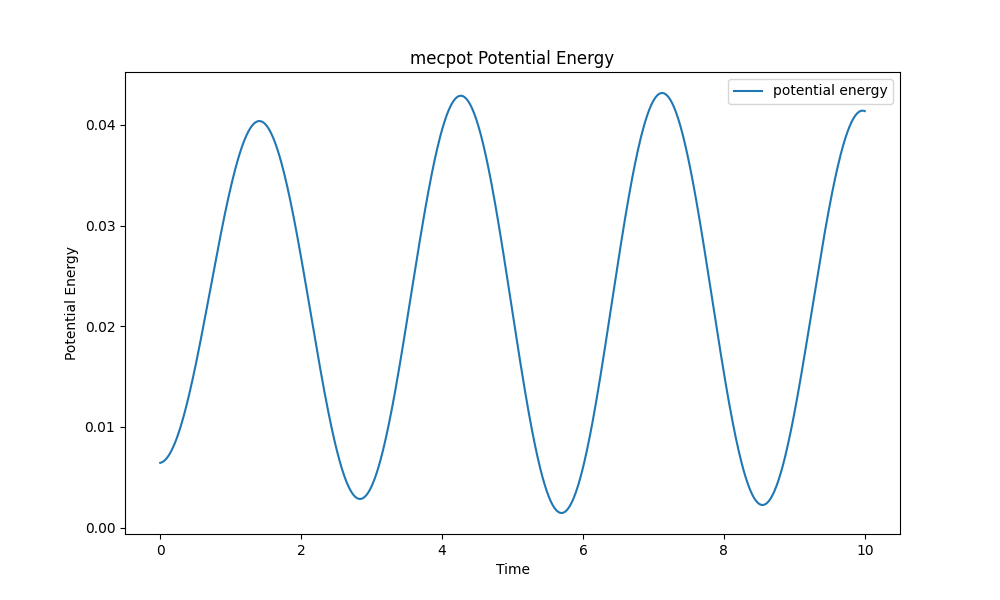 mecpot Potential Energy
potential energy
Potential Energy
0.04
0.03
0.02
0.01
0.00
0 2 4 6 8 10
Time